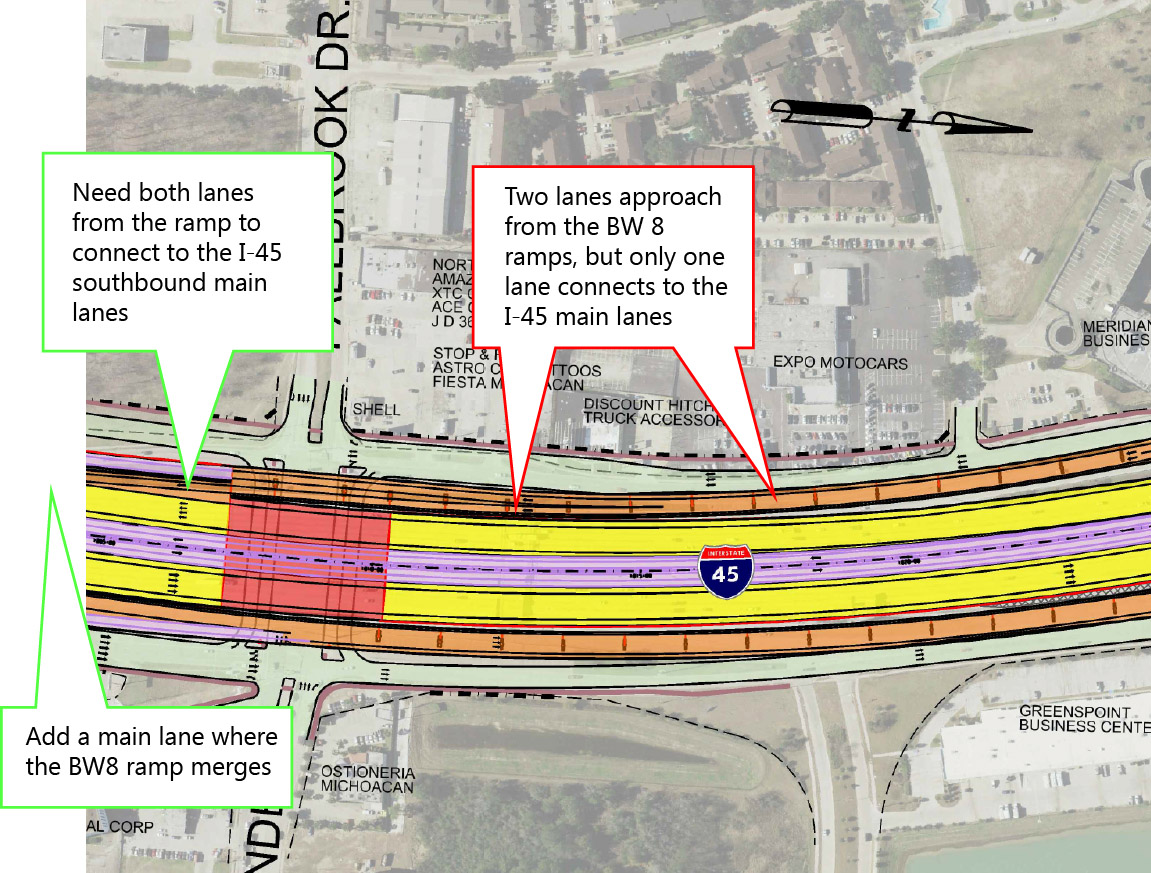 BROOK DR.
Need both lanes
from the ramp to
connect to the I-45
southbound main
lanes
Two lanes approach
from the BW 8
ramps, but only one
lane connects to the
I-45 main lanes
NORT
AMAZ
XTC
ACE
J D 36
STOP &
ASTRO C TTOOS
FIESTA M ACAN
SHELL
DISCOUNT HITCH
TRUCK ACCESSOR
EXPO MOTOCARS
MERIDIAN
BUSINES
INTERSTATE
45
Add a main lane where
the BW8 ramp merges
OSTIONERIA
MICHOACAN
AL CORP
NDE
GREENSPOINT
BUSINESS CENTE